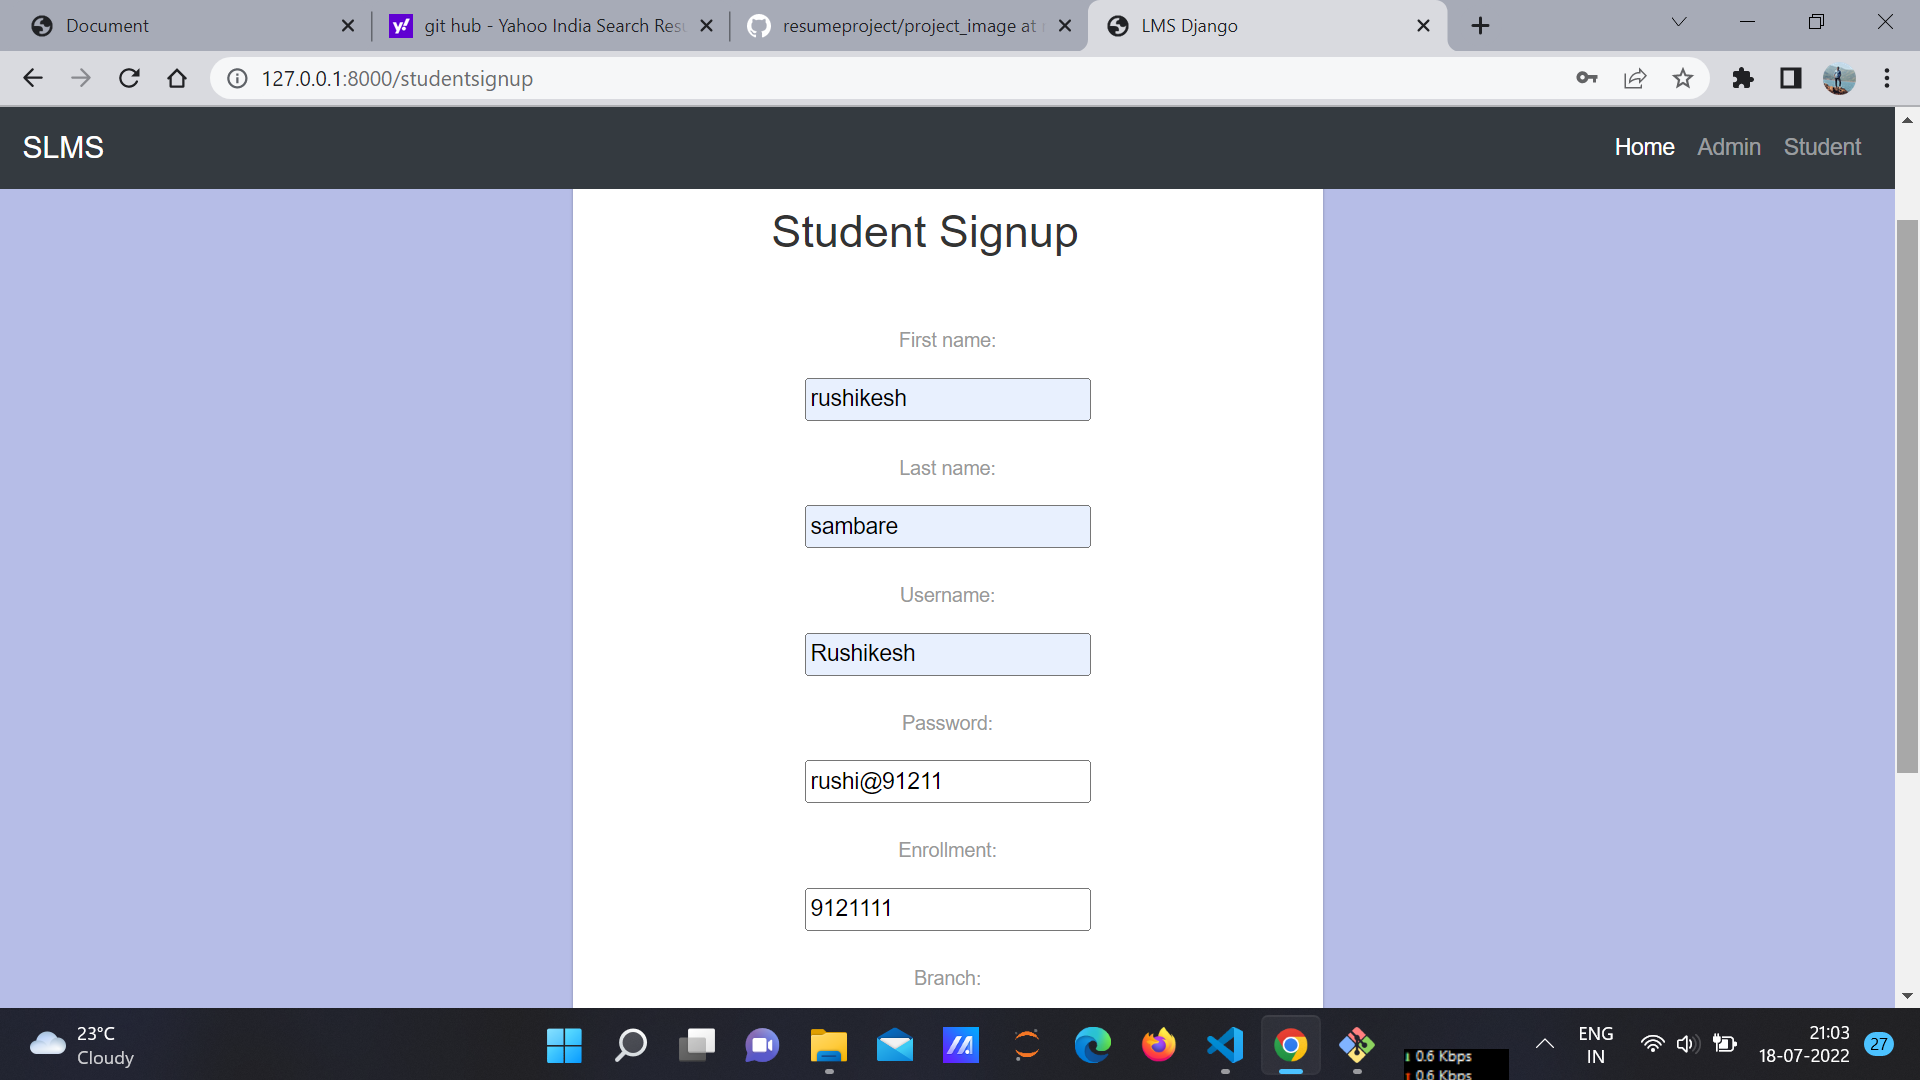 Document
git hub - Yahoo India Search Resu
resumeproject/project_image at
LMS Django
127.0.0.1:8000/studentsignup
SLMS
Home Admin Student
Student Signup
First name:
rushikesh
Last name:
sambare
Username:
Rushikesh
Password:
rushi@91211
Enrollment:
9121111
Branch:
23°C
Cloudy
0.6 Kbps
0.6 Kbps
ENG
IN
21:03
18-07-2022
27